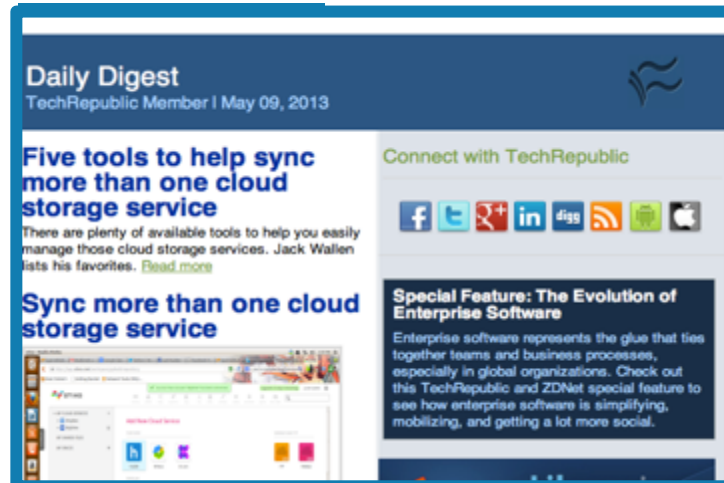 Daily Digest
TechRepublic Member | May 09, 2013
Five tools to help sync
more than one cloud
storage service
There are plenty of available tools to help you easily
manage those cloud storage services. Jack Wallen
lists his favorites. Read more
Sync more than one cloud
storage service
Connect with TechRepublic
digg
Special Feature: The Evolution of
Enterprise Software
Enterprise software represents the glue that ties
together teams and business processes,
especially in global organizations. Check out
this TechRepublic and ZDNet special feature to
see how enterprise software is simplifying,
mobilizing, and getting a lot more social.